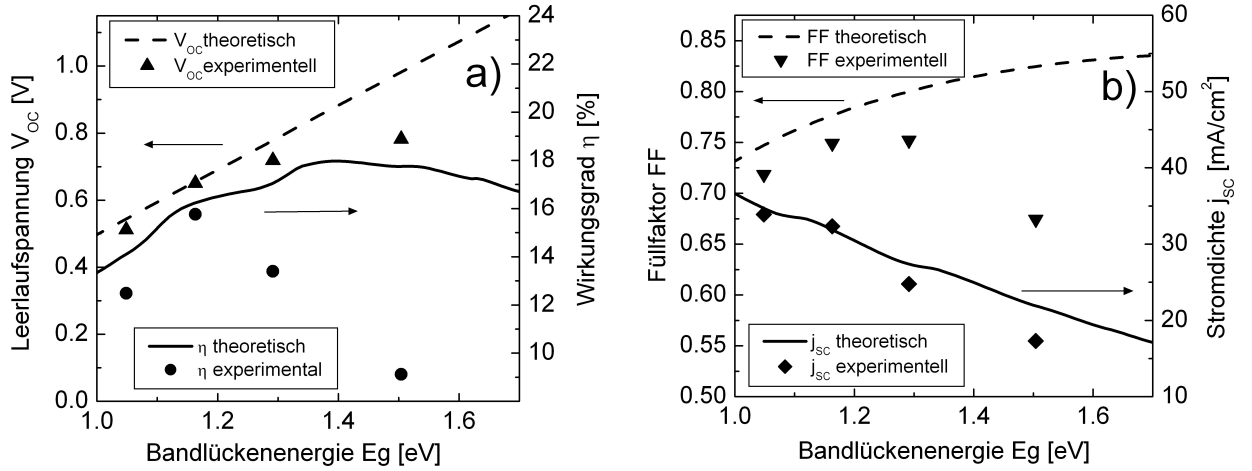 V_OC theoretisch
V_OC experimentell
a)
η theoretisch
η experimental
Leerlaufspannung V_OC [V]
1.0
0.8
0.6
0.4
0.2
0.0
24
22
20
18
16
14
12
10
Wirkungsgrad η [%]
1.0 1.2 1.4 1.6
Bandlückenenergie Eg [eV]
FF theoretisch
FF experimentell
b)
j_SC theoretisch
j_SC experimentell
Füllfaktor FF
0.85
0.80
0.75
0.70
0.65
0.60
0.55
0.50
60
50
40
30
20
10
Stromdichte j_SC [mA/cm²]
1.0 1.2 1.4 1.6
Bandlückenenergie Eg [eV]